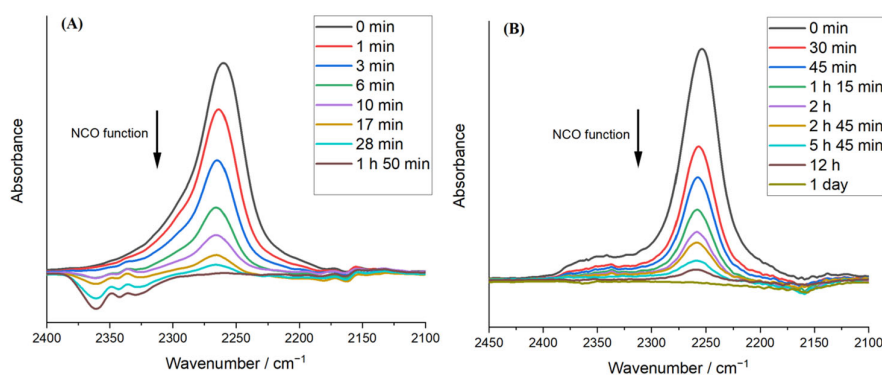 (A)
0 min
1 min
3 min
6 min
10 min
17 min
28 min
1 h 50 min
NCO function
Absorbance
2400 2350 2300 2250 2200 2150 2100
Wavenumber / cm⁻¹
(B)
0 min
30 min
45 min
1 h 15 min
2 h
2 h 45 min
5 h 45 min
12 h
1 day
NCO function
Absorbance
2450 2400 2350 2300 2250 2200 2150 2100
Wavenumber / cm⁻¹